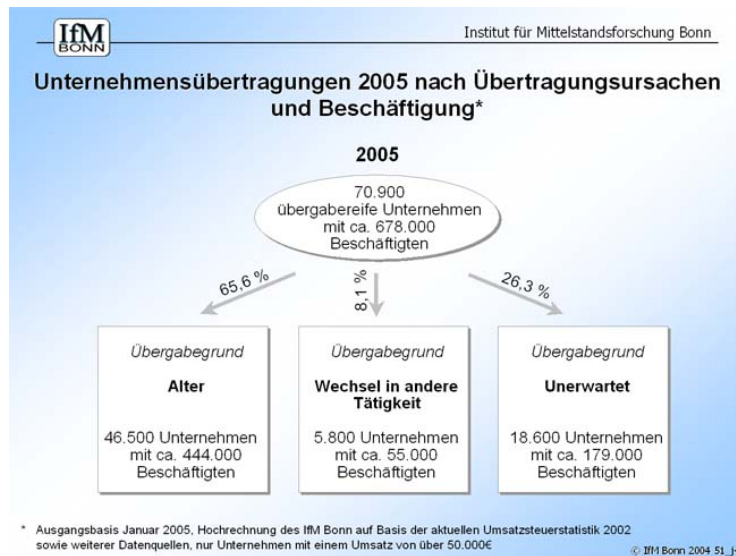 IfM
BONN
Institut für Mittelstandsforschung Bonn
Unternehmensübertragungen 2005 nach Übertragungsursachen
und Beschäftigung*
2005
70.900
übergabereife Unternehmen
mit ca. 678.000
Beschäftigten
65,6 %
8,1 %
26,3 %
Übergabegrund
Alter
46.500 Unternehmen
mit ca. 444.000
Beschäftigten
Übergabegrund
Wechsel in andere
Tätigkeit
5.800 Unternehmen
mit ca. 55.000
Beschäftigten
Übergabegrund
Unerwartet
18.600 Unternehmen
mit ca. 179.000
Beschäftigten
* Ausgangsbasis Januar 2005, Hochrechnung des IfM Bonn auf Basis der aktuellen Umsatzsteuerstatistik 2002
sowie weiterer Datenquellen, nur Unternehmen mit einem Umsatz von über 50.000€
© IfM Bonn 2004 51_j-